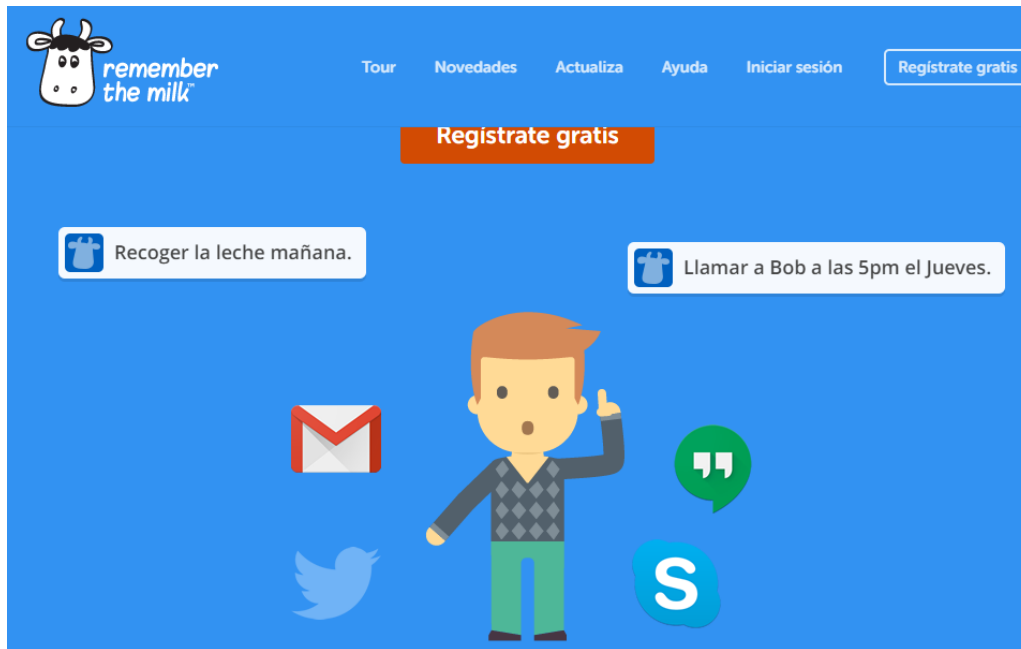 remember
the milk™
Tour Novedades Actualiza Ayuda Iniciar sesión Regístrate gratis
Regístrate gratis
Recoger la leche mañana.
Llamar a Bob a las 5pm el Jueves.
S